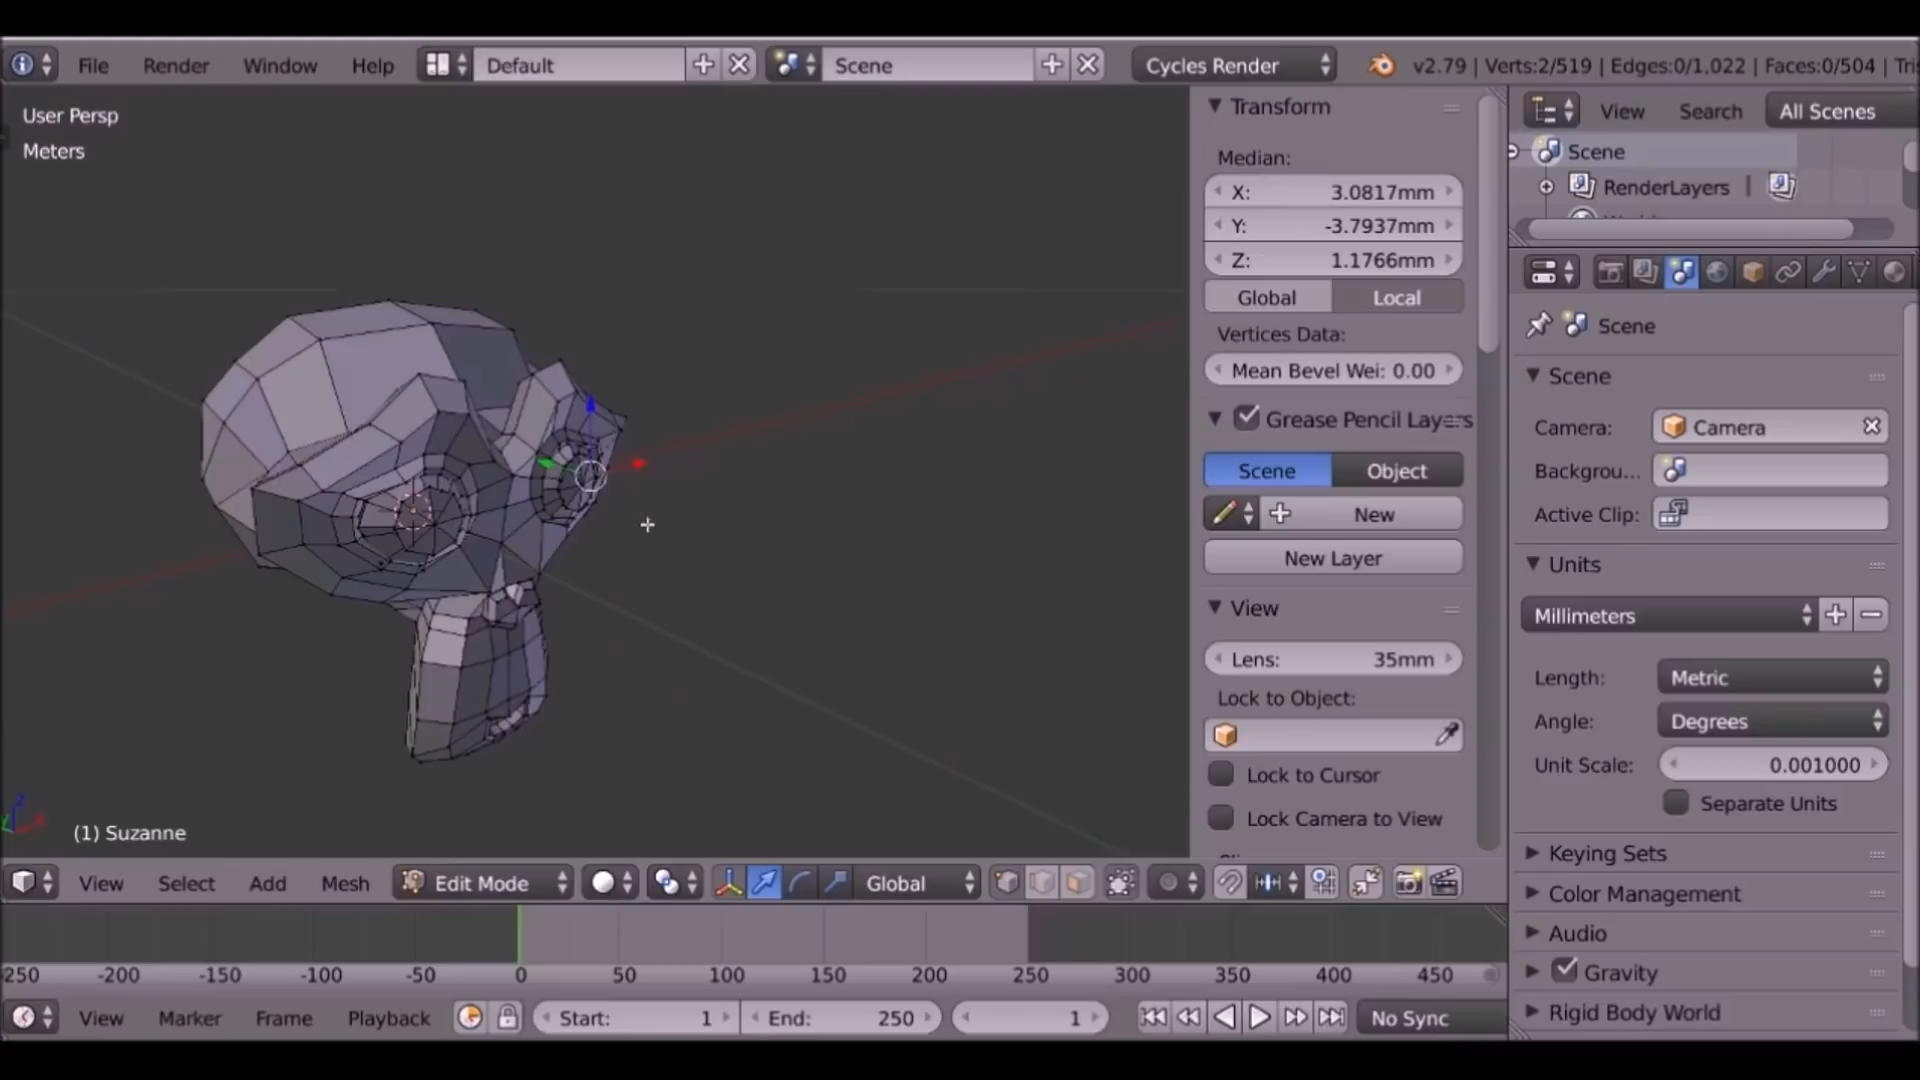 File Render Window Help Default Scene Cycles Render v2.79 | Verts:2/519 | Edges:0/1,022 | Faces:0/504 |
User Persp
Meters
(1) Suzanne
Transform
Median:
X: 3.0817mm
Y: -3.7937mm
Z: 1.1766mm
Global Local
Vertices Data:
Mean Bevel Wei: 0.00
Grease Pencil Layers
Scene Object
New
New Layer
View
Lens: 35mm
Lock to Object:
Lock to Cursor
Lock Camera to View
View Search All Scenes
Scene
RenderLayers |
Scene
Scene
Camera: Camera
Backgrou...
Active Clip:
Units
Millimeters
Length: Metric
Angle: Degrees
Unit Scale: 0.001000
Separate Units
Keying Sets
Color Management
Audio
Gravity
Rigid Body World
View Select Add Mesh Edit Mode Global
-250 -200 -150 -100 -50 0 50 100 150 200 250 300 350 400 450
View Marker Frame Playback Start: 1 End: 250 1 No Sync